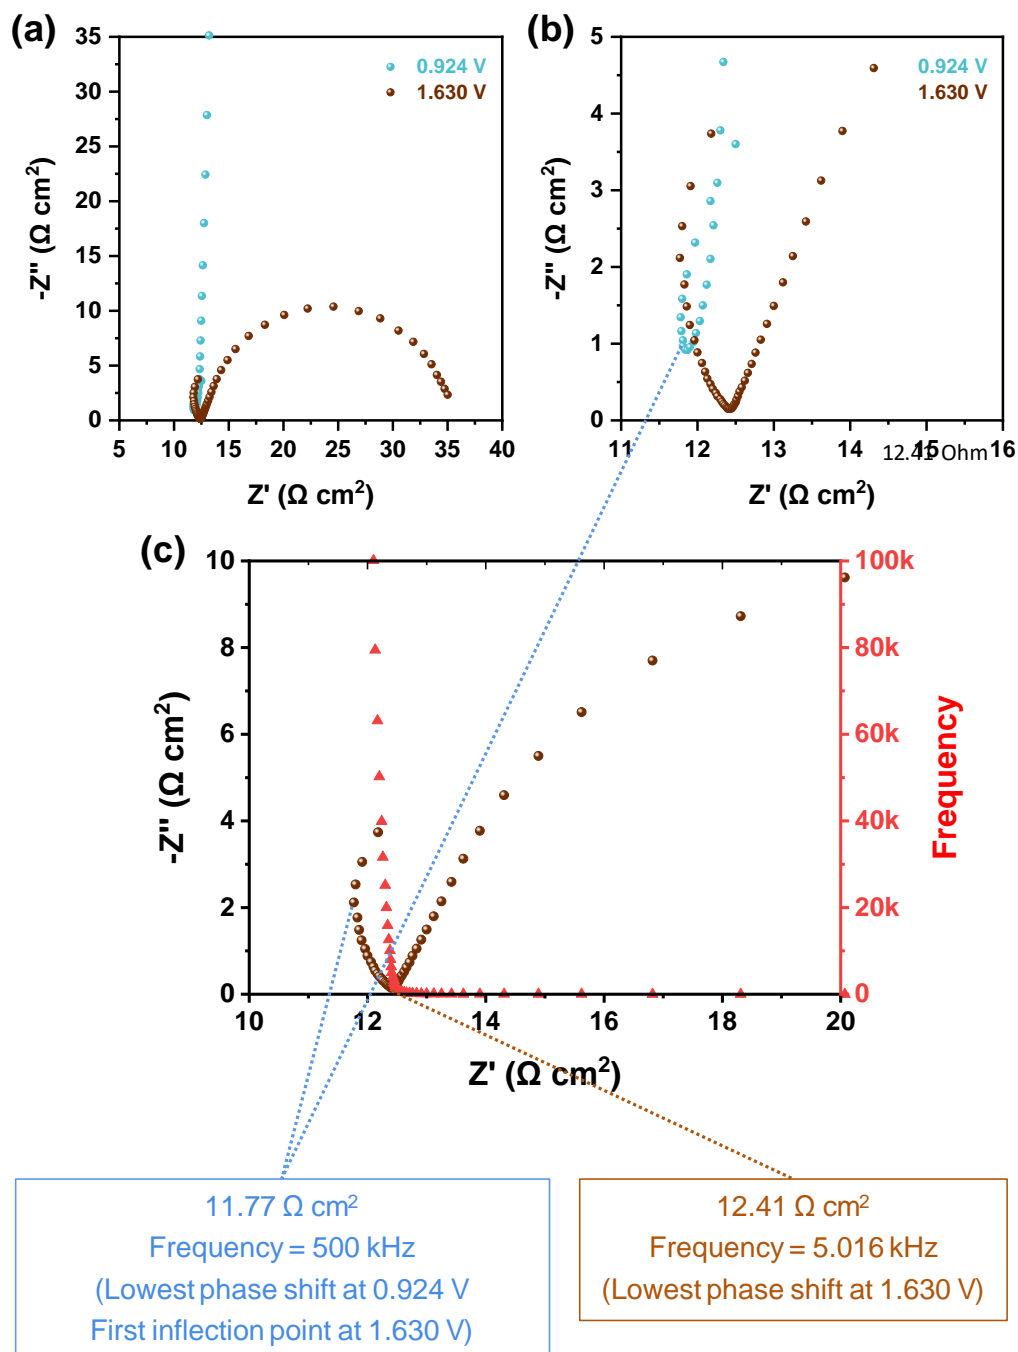 (a)
35
30
25
20
15
10
5
0
-Z" (Ω cm²)
0.924 V
1.630 V
5 10 15 20 25 30 35 40
Z' (Ω cm²)
(b)
5
4
3
2
1
0
-Z" (Ω cm²)
0.924 V
1.630 V
11 12 13 14 15 16
12.41 Ohm
Z' (Ω cm²)
(c)
10
8
6
4
2
0
-Z" (Ω cm²)
100k
80k
60k
40k
20k
0
Frequency
10 12 14 16 18 20
Z' (Ω cm²)
11.77 Ω cm²
Frequency = 500 kHz
(Lowest phase shift at 0.924 V
First inflection point at 1.630 V)
12.41 Ω cm²
Frequency = 5.016 kHz
(Lowest phase shift at 1.630 V)